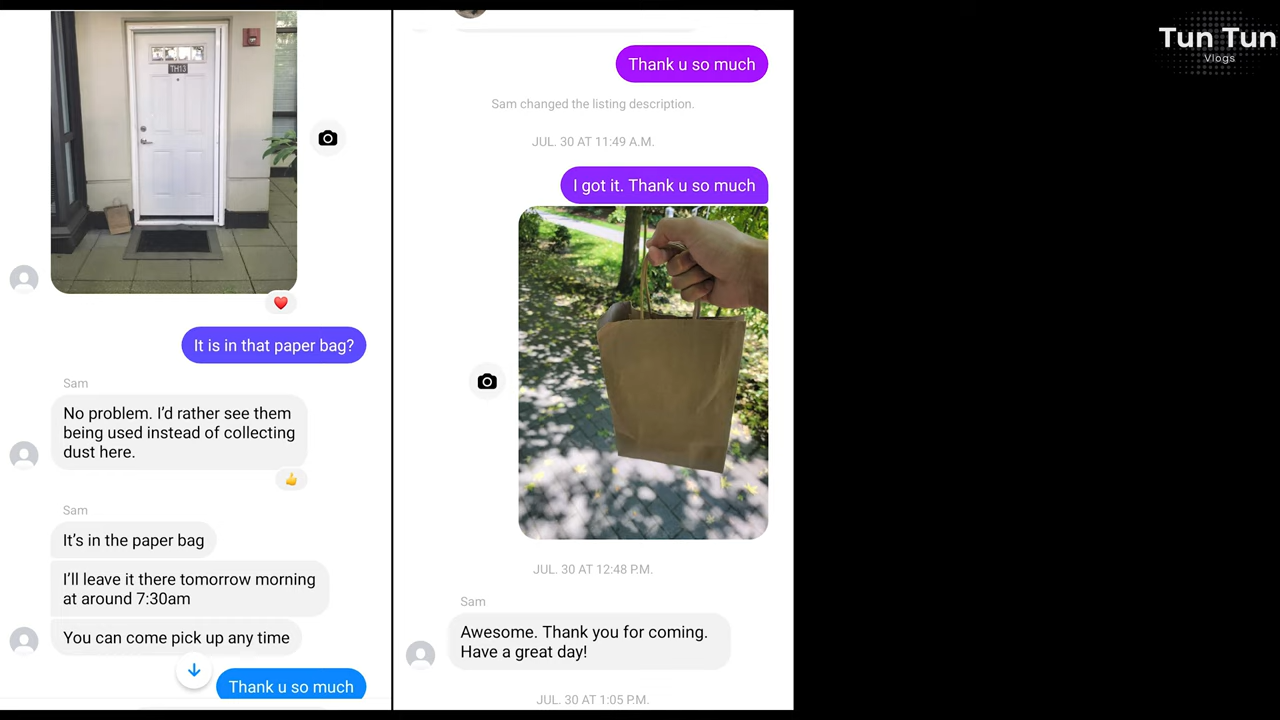 TH13
It is in that paper bag?
Sam
No problem. I'd rather see them
being used instead of collecting
dust here.
Sam
It's in the paper bag
I'll leave it there tomorrow morning
at around 7:30am
You can come pick up any time
Thank u so much
Thank u so much
Sam changed the listing description.
JUL. 30 AT 11:49 A.M.
I got it. Thank u so much
JUL. 30 AT 12:48 P.M.
Sam
Awesome. Thank you for coming.
Have a great day!
JUL. 30 AT 1:05 P.M.
Tun Tun
Vlogs